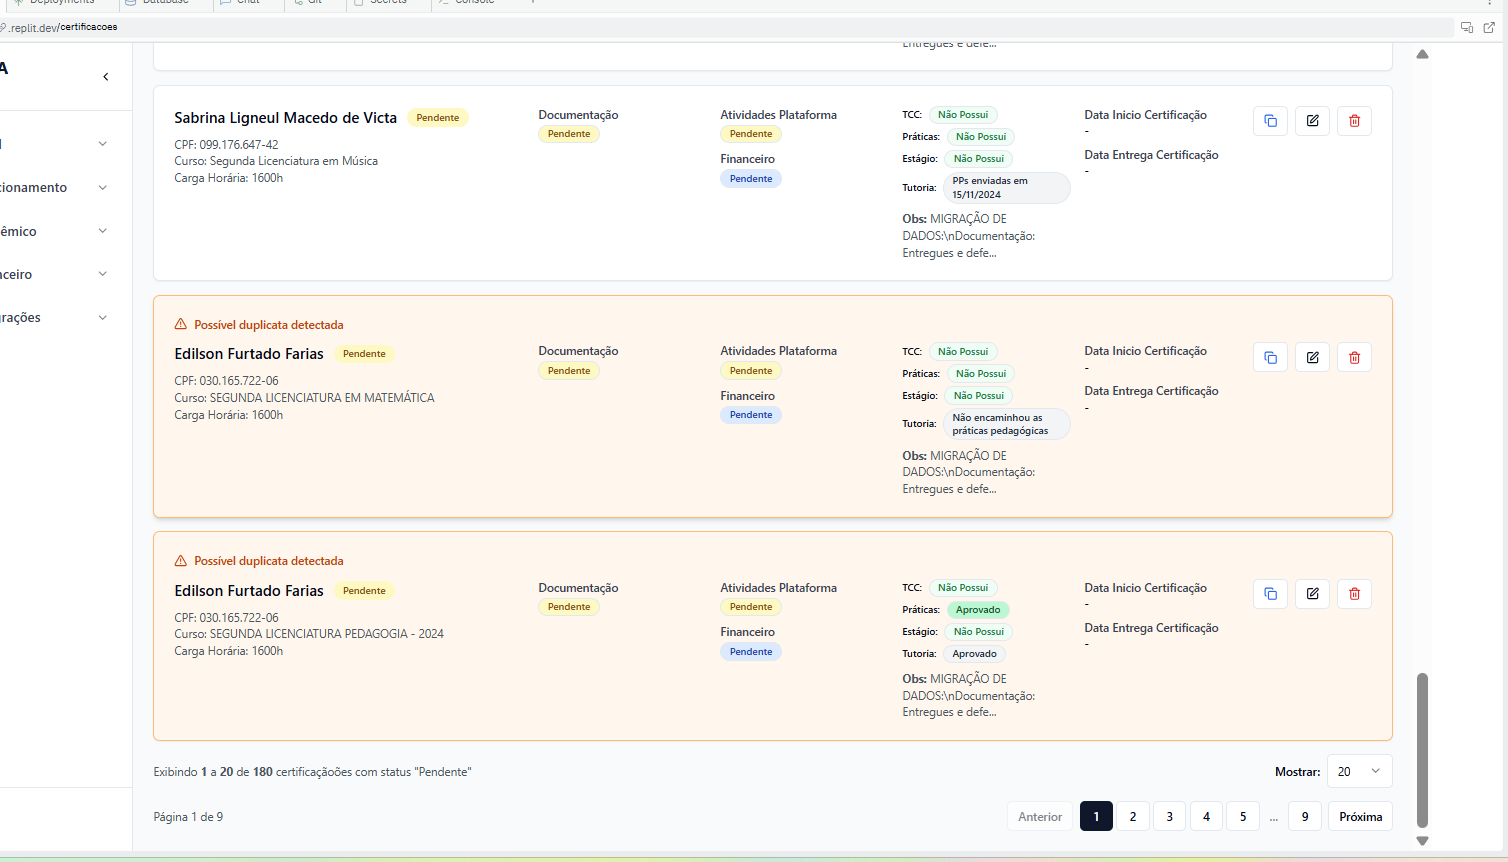 Deployments Database Chat Git Secrets Console
.replit.dev/certificacoes
A
cionamento
êmico
nceiro
grações
Entregues e defe...
Sabrina Ligneul Macedo de Victa Pendente
CPF: 099.176.647-42
Curso: Segunda Licenciatura em Música
Carga Horária: 1600h
Documentação
Pendente
Atividades Plataforma
Pendente
Financeiro
Pendente
TCC: Não Possui
Práticas: Não Possui
Estágio: Não Possui
Tutoria: PPs enviadas em
15/11/2024
Obs: MIGRAÇÃO DE
DADOS:\nDocumentação:
Entregues e defe...
Data Inicio Certificação
-
Data Entrega Certificação
-
Possível duplicata detectada
Edilson Furtado Farias Pendente
CPF: 030.165.722-06
Curso: SEGUNDA LICENCIATURA EM MATEMÁTICA
Carga Horária: 1600h
Documentação
Pendente
Atividades Plataforma
Pendente
Financeiro
Pendente
TCC: Não Possui
Práticas: Não Possui
Estágio: Não Possui
Tutoria: Não encaminhou as
práticas pedagógicas
Obs: MIGRAÇÃO DE
DADOS:\nDocumentação:
Entregues e defe...
Data Inicio Certificação
-
Data Entrega Certificação
-
Possível duplicata detectada
Edilson Furtado Farias Pendente
CPF: 030.165.722-06
Curso: SEGUNDA LICENCIATURA PEDAGOGIA - 2024
Carga Horária: 1600h
Documentação
Pendente
Atividades Plataforma
Pendente
Financeiro
Pendente
TCC: Não Possui
Práticas: Aprovado
Estágio: Não Possui
Tutoria: Aprovado
Obs: MIGRAÇÃO DE
DADOS:\nDocumentação:
Entregues e defe...
Data Inicio Certificação
-
Data Entrega Certificação
-
Exibindo 1 a 20 de 180 certificaçãoões com status "Pendente"
Mostrar: 20
Página 1 de 9
Anterior 1 2 3 4 5 ... 9 Próxima